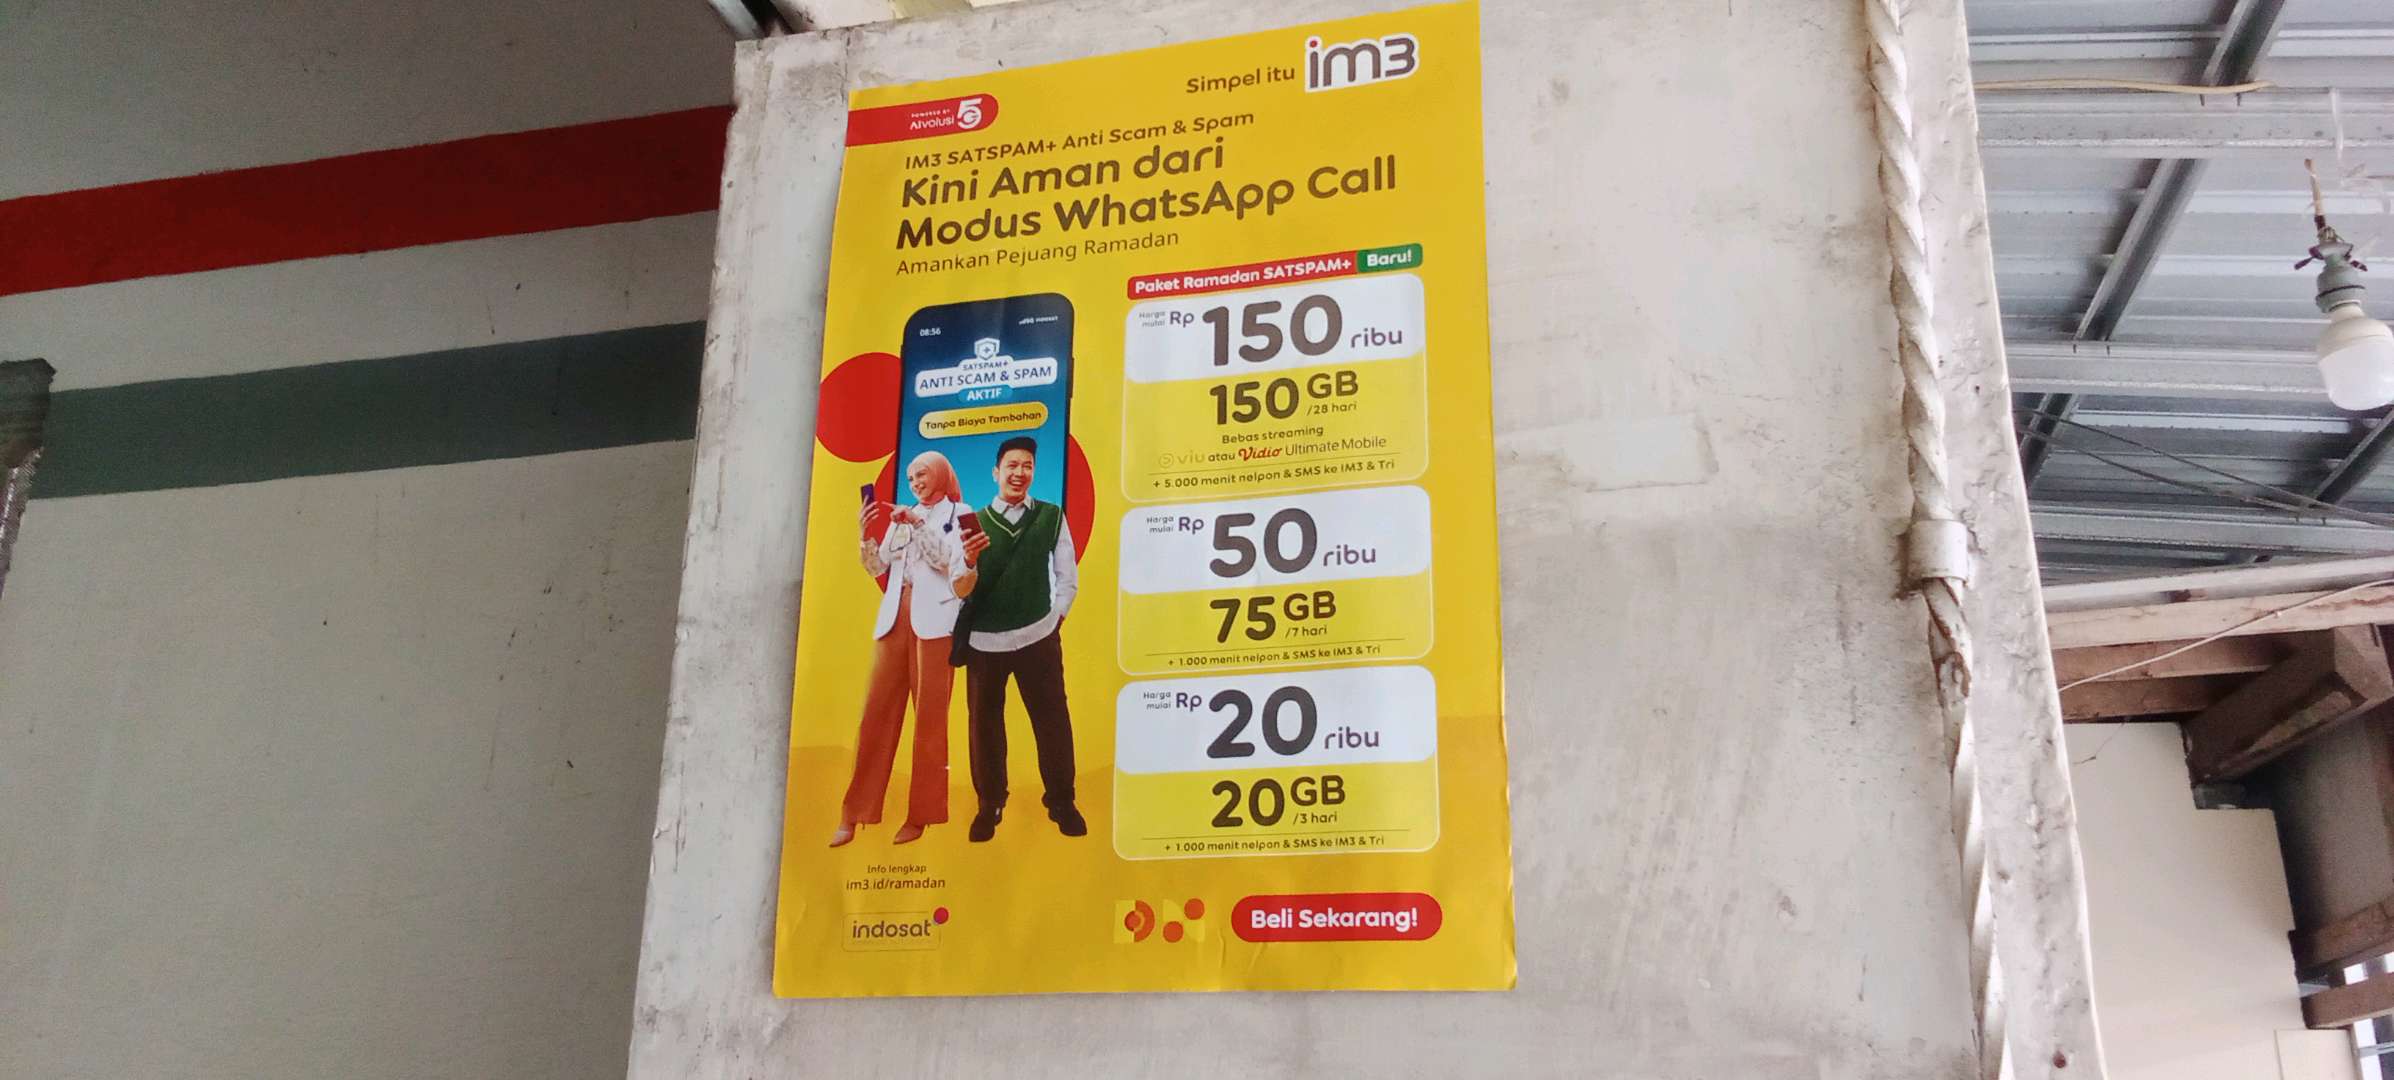 Simpel itu im3
POWERED BY
AIvolusi 5G
IM3 SATSPAM+ Anti Scam & Spam
Kini Aman dari
Modus WhatsApp Call
Amankan Pejuang Ramadan
08:56
SATSPAM+
ANTI SCAM & SPAM
AKTIF
Tanpa Biaya Tambahan
Paket Ramadan SATSPAM+ Baru!
Harga mulai Rp 150 ribu
150 GB
/28 hari
Bebas streaming
viu atau Vidio Ultimate Mobile
+ 5.000 menit nelpon & SMS ke IM3 & Tri
Harga mulai Rp 50 ribu
75 GB
/7 hari
+ 1.000 menit nelpon & SMS ke IM3 & Tri
Harga mulai Rp 20 ribu
20 GB
/3 hari
+ 1.000 menit nelpon & SMS ke IM3 & Tri
Info lengkap
im3.id/ramadan
indosat
Beli Sekarang!